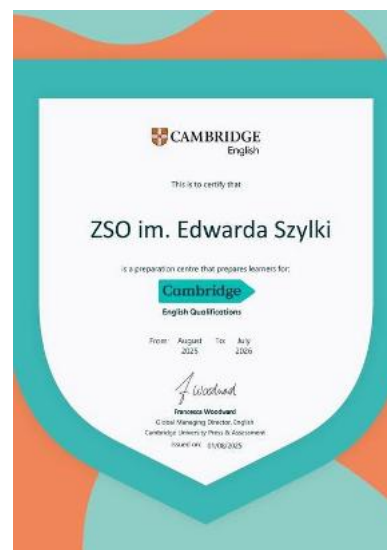 CAMBRIDGE
English
This is to certify that
ZSO im. Edwarda Szylki
is a preparation centre that prepares learners for:
Cambridge
English Qualifications
From: August To: July
2025 2026
F Woodward
Francesca Woodward
Global Managing Director, English
Cambridge University Press & Assessment
Issued on: 01/08/2025